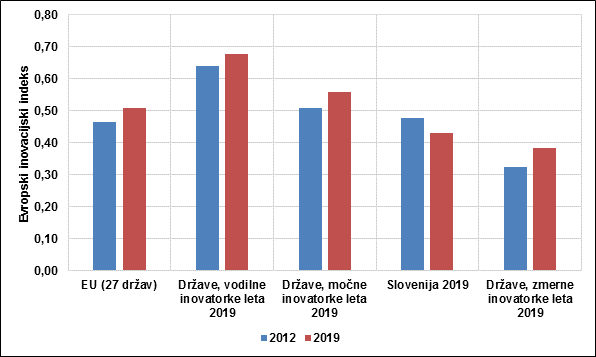 0,80
0,70
0,60
0,50
0,40
0,30
0,20
0,10
0,00
Evropski inovacijski indeks
EU (27 držav)
Države, vodilne
inovatorke leta
2019
Države, močne
inovatorke leta
2019
Slovenija 2019
Države, zmerne
inovatorke leta
2019
2012
2019